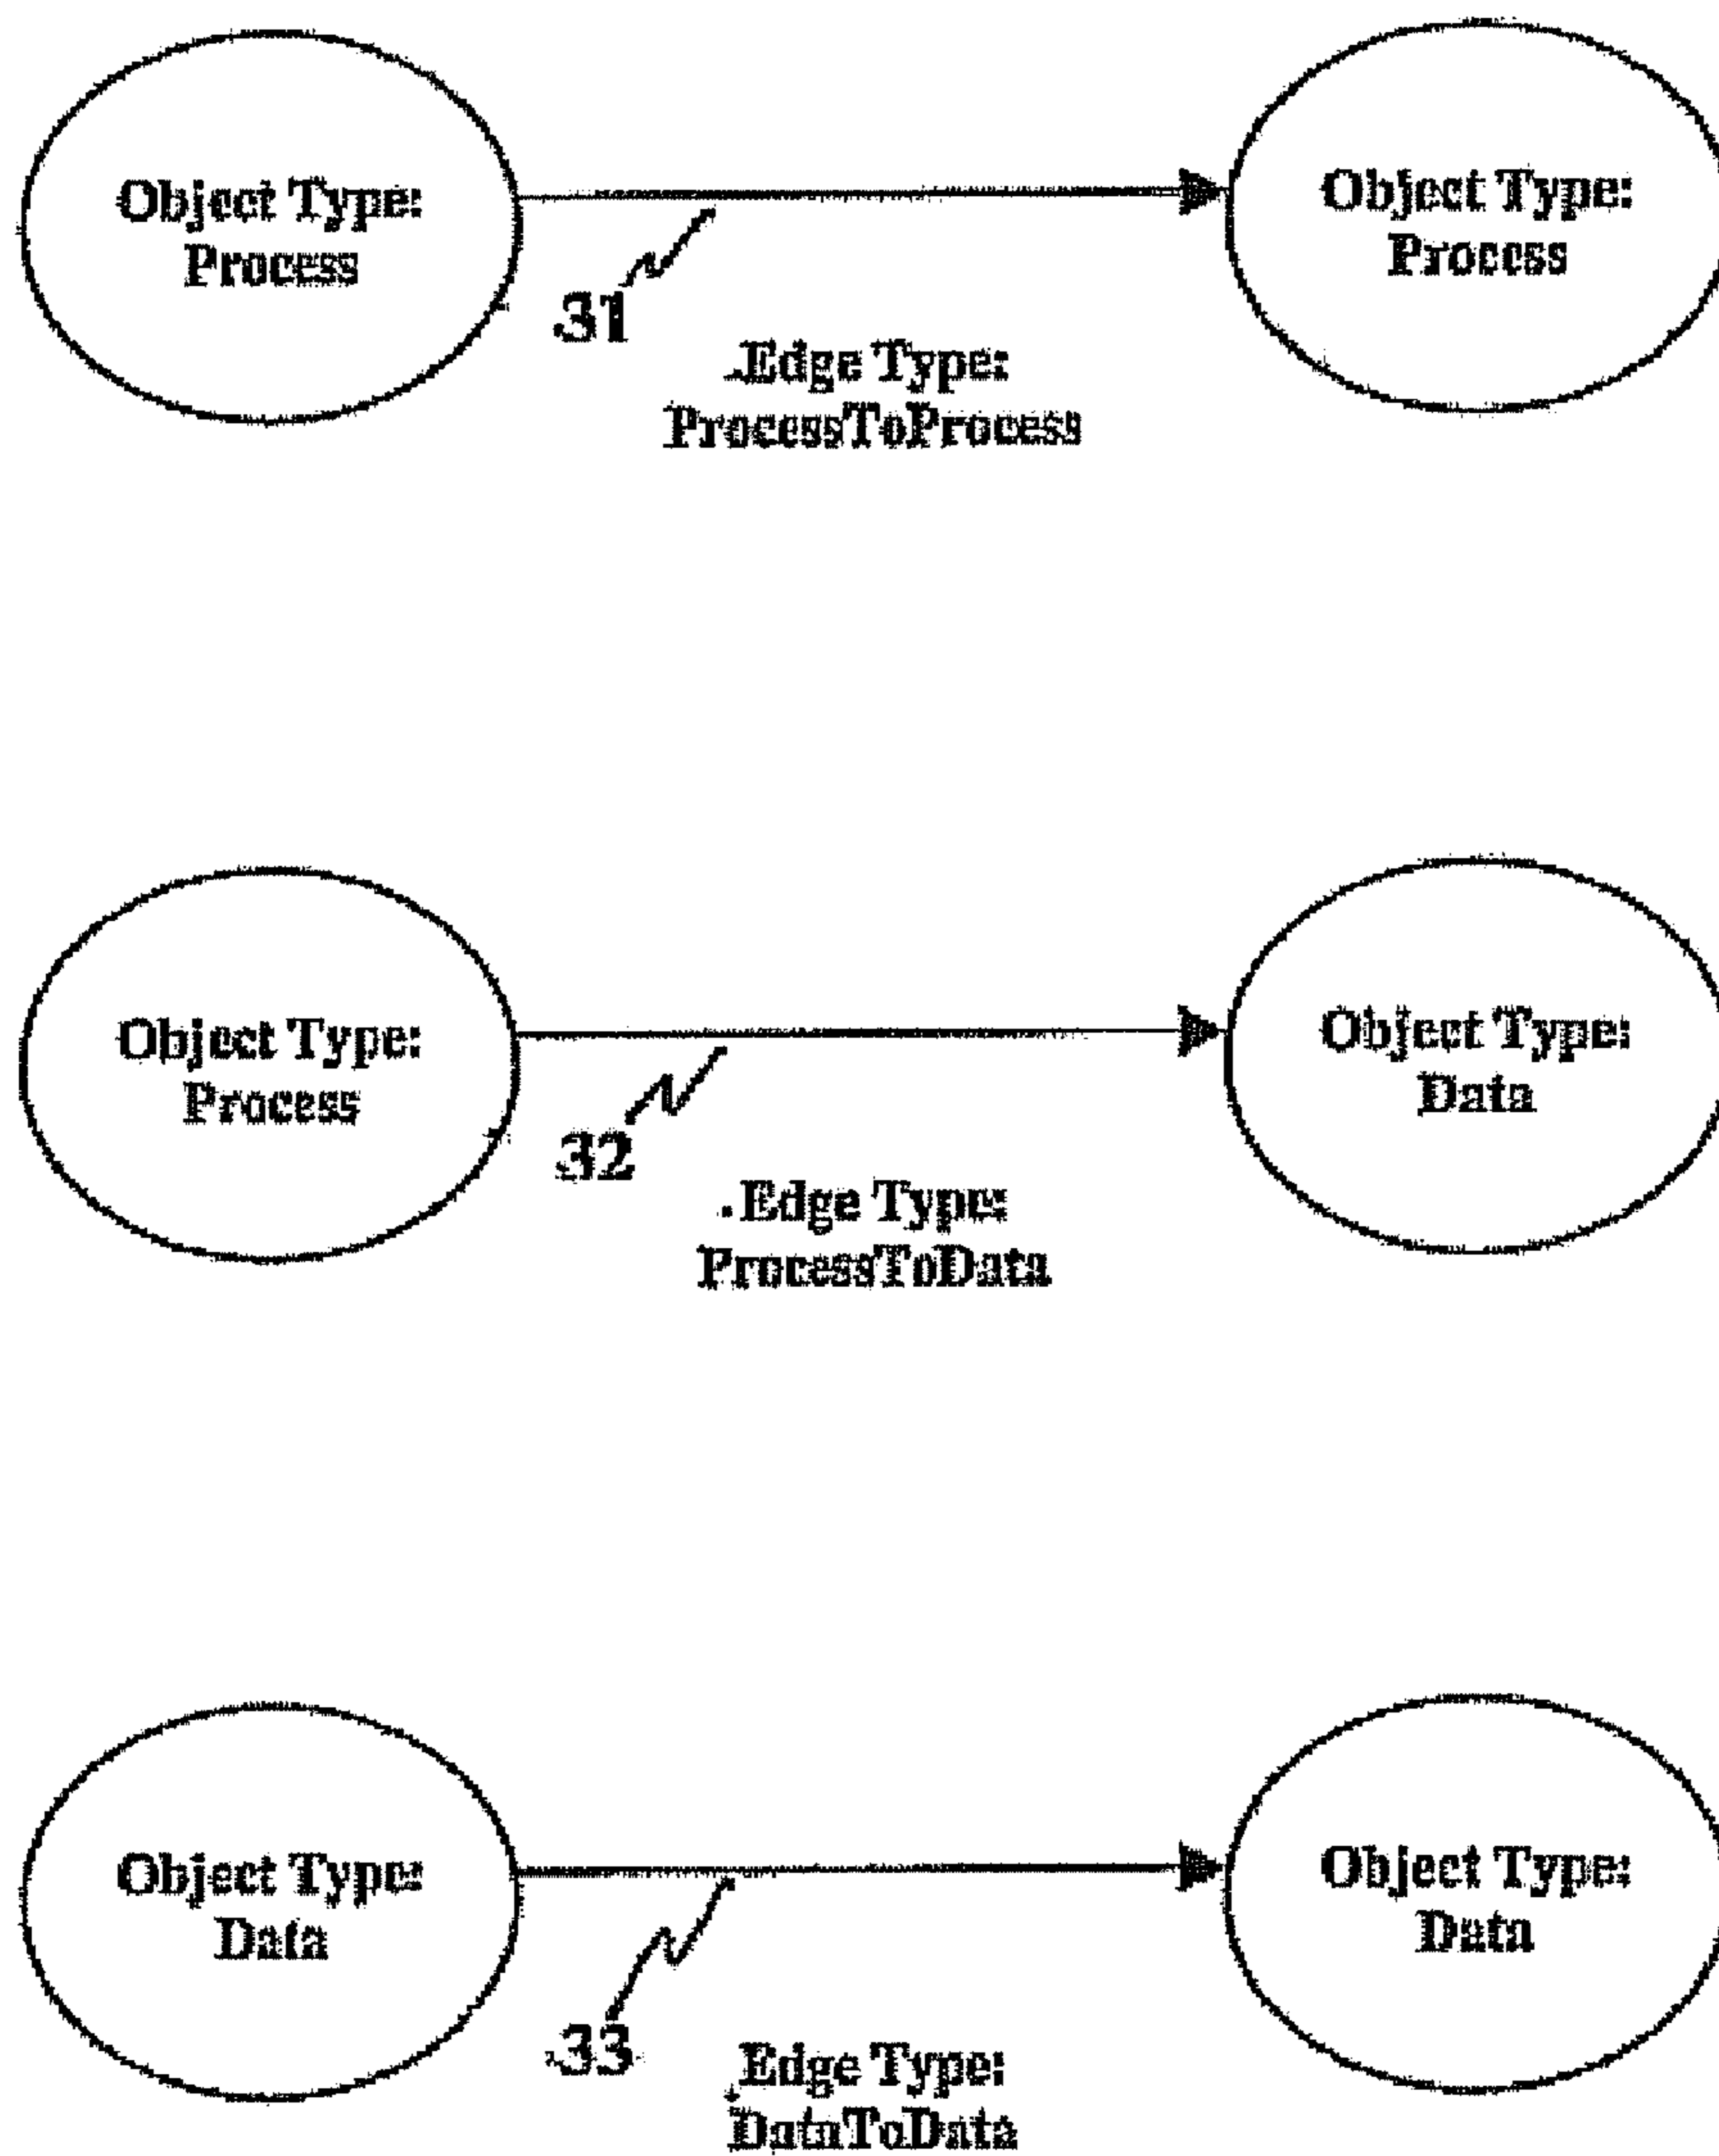 Object Type:
Process
Object Type:
Process
31
Edge Type:
ProcessToProcess
Object Type:
Process
Object Type:
Data
32
Edge Type:
ProcessToData
Object Type:
Data
Object Type:
Data
33
Edge Type:
DataToData